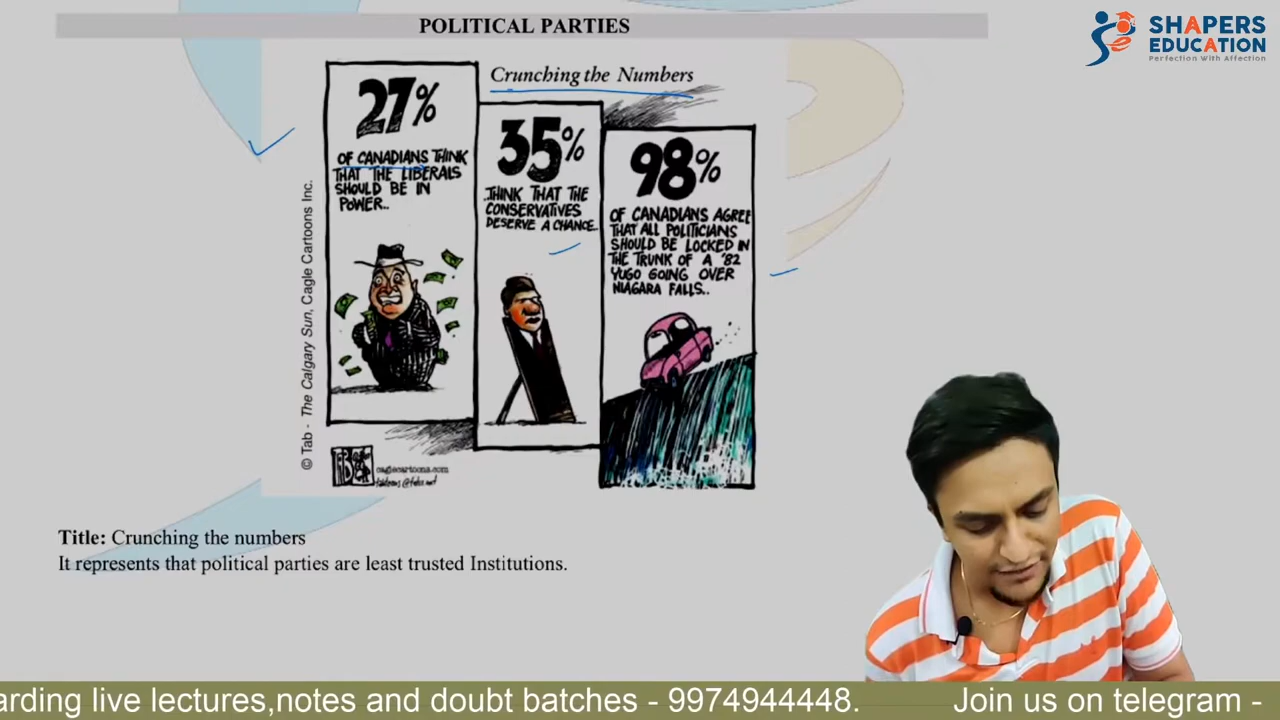 POLITICAL PARTIES
SHAPERS
EDUCATION
Perfection With Affection
Crunching the Numbers
27%
OF CANADIANS THINK
THAT THE LIBERALS
SHOULD BE IN
POWER..
35%
..THINK THAT THE
CONSERVATIVES
DESERVE A CHANCE..
98%
OF CANADIANS AGREE
THAT ALL POLITICIANS
SHOULD BE LOCKED IN
THE TRUNK OF A '82
YUGO GOING OVER
NIAGARA FALLS..
© Tab - The Calgary Sun, Cagle Cartoons Inc.
caglecartoons.com
Title: Crunching the numbers
It represents that political parties are least trusted Institutions.
arding live lectures,notes and doubt batches - 9974944448.
Join us on telegram -